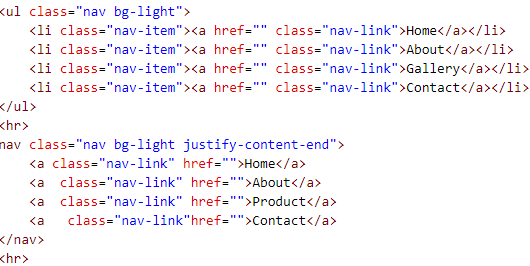 <ul class="nav bg-light">
<li class="nav-item"><a href="" class="nav-link">Home</a></li>
<li class="nav-item"><a href="" class="nav-link">About</a></li>
<li class="nav-item"><a href="" class="nav-link">Gallery</a></li>
<li class="nav-item"><a href="" class="nav-link">Contact</a></li>
</ul>
<hr>
nav class="nav bg-light justify-content-end">
<a class="nav-link" href="">Home</a>
<a  class="nav-link" href="">About</a>
<a  class="nav-link" href="">Product</a>
<a   class="nav-link"href="">Contact</a>
</nav>
<hr>